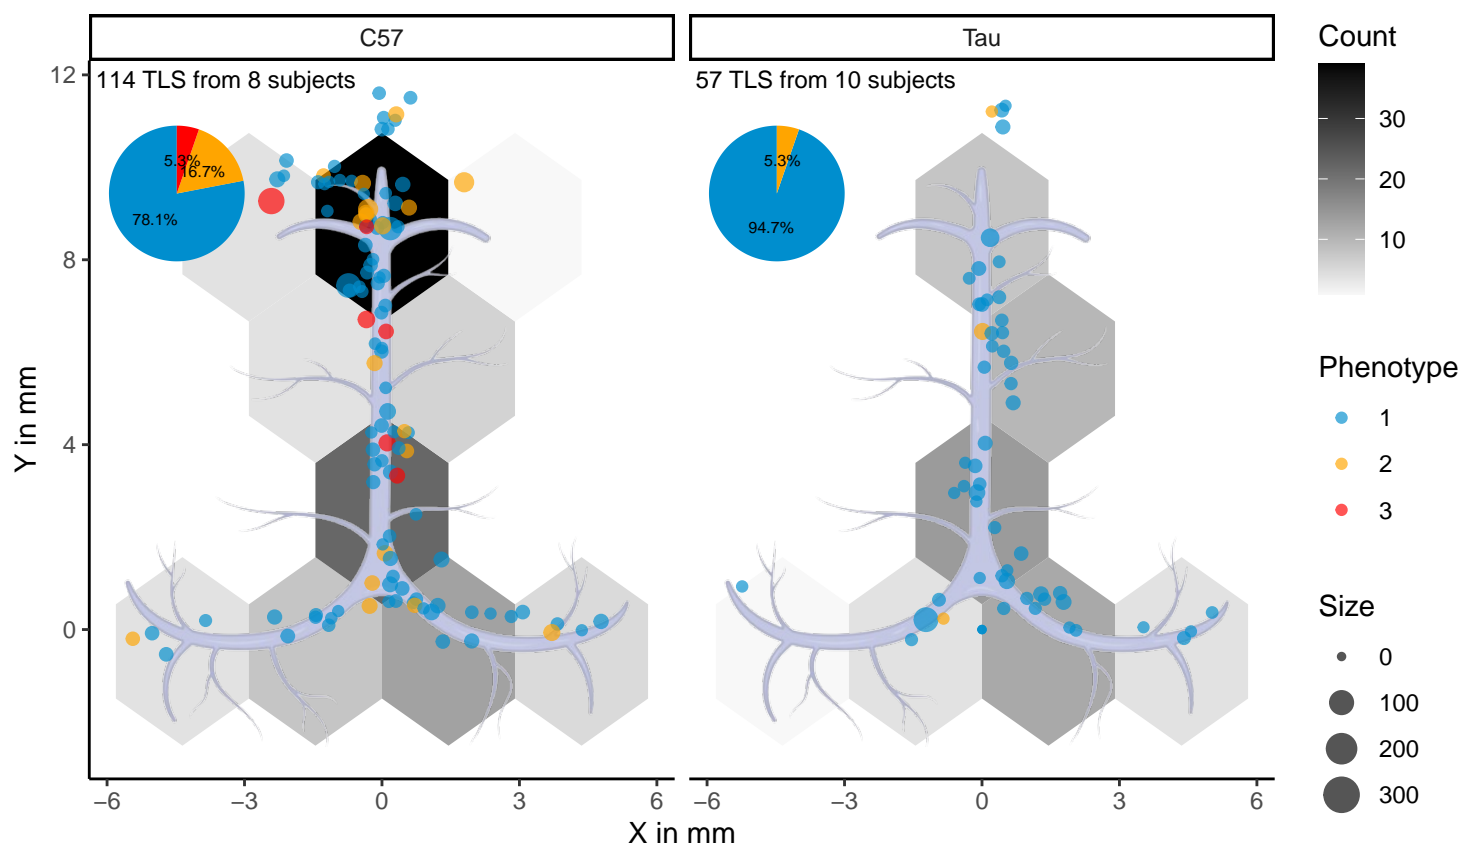 C57
Tau
Count
30
20
10
114 TLS from 8 subjects
57 TLS from 10 subjects
5.3%
16.7%
78.1%
5.3%
94.7%
12
8
4
0
Y in mm
−6 −3 0 3 6
−6 −3 0 3 6
X in mm
Phenotype
1
2
3
Size
0
100
200
300